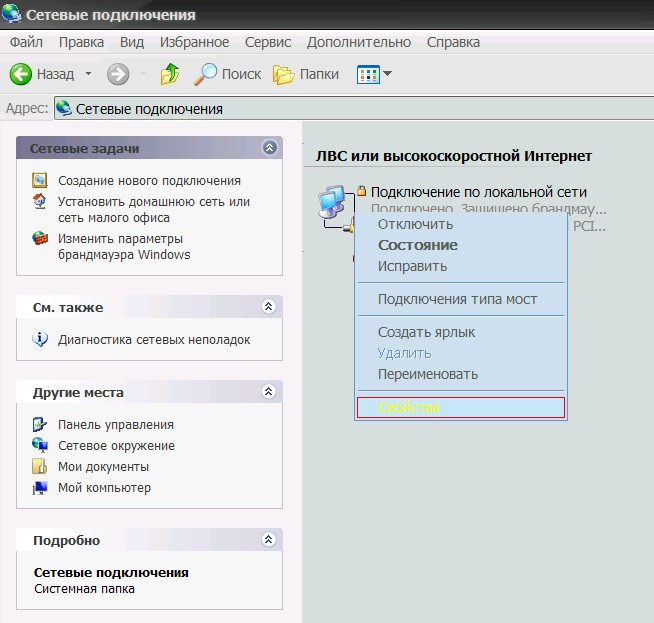 Сетевые подключения
Файл Правка Вид Избранное Сервис Дополнительно Справка
Назад Поиск Папки
Адрес: Сетевые подключения
Сетевые задачи
Создание нового подключения
Установить домашнюю сеть или
сеть малого офиса
Изменить параметры
брандмауэра Windows
См. также
Диагностика сетевых неполадок
Другие места
Панель управления
Сетевое окружение
Мои документы
Мой компьютер
Подробно
Сетевые подключения
Системная папка
ЛВС или высокоскоростной Интернет
Подключение по локальной сети
Подключено, Защищено брандмау...
PCI...
Отключить
Состояние
Исправить
Подключения типа мост
Создать ярлык
Удалить
Переименовать
Свойства